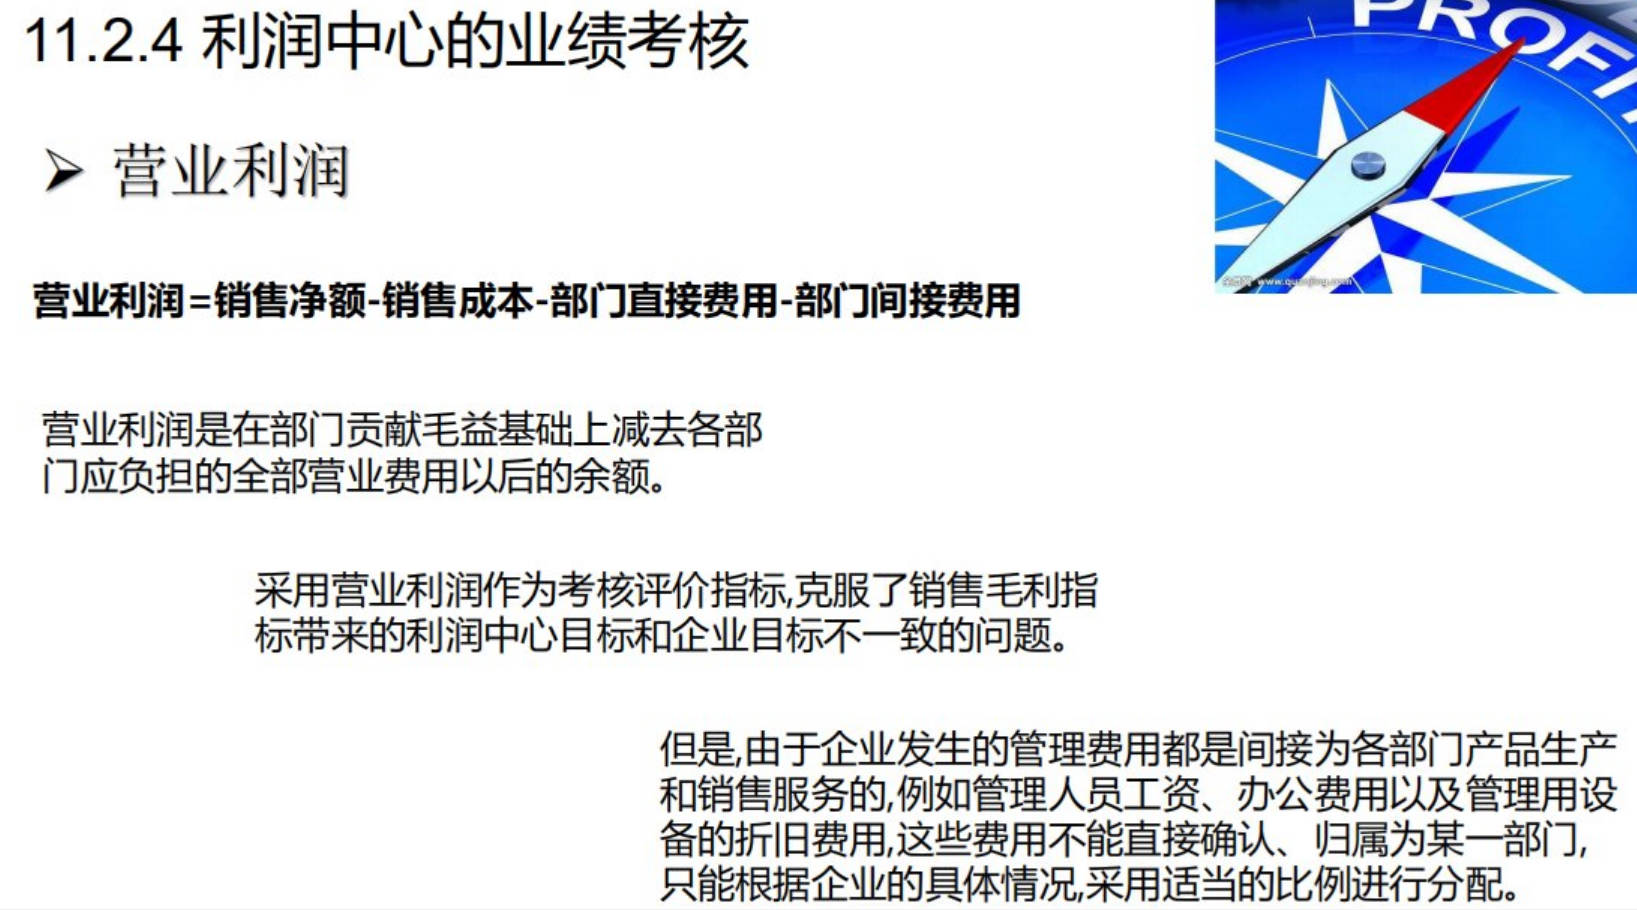 11.2.4 利润中心的业绩考核
PROFI
➢ 营业利润
www.quanjing.com
营业利润=销售净额-销售成本-部门直接费用-部门间接费用
营业利润是在部门贡献毛益基础上减去各部
门应负担的全部营业费用以后的余额。
采用营业利润作为考核评价指标,克服了销售毛利指
标带来的利润中心目标和企业目标不一致的问题。
但是,由于企业发生的管理费用都是间接为各部门产品生产
和销售服务的,例如管理人员工资、办公费用以及管理用设
备的折旧费用,这些费用不能直接确认、归属为某一部门,
只能根据企业的具体情况,采用适当的比例进行分配。